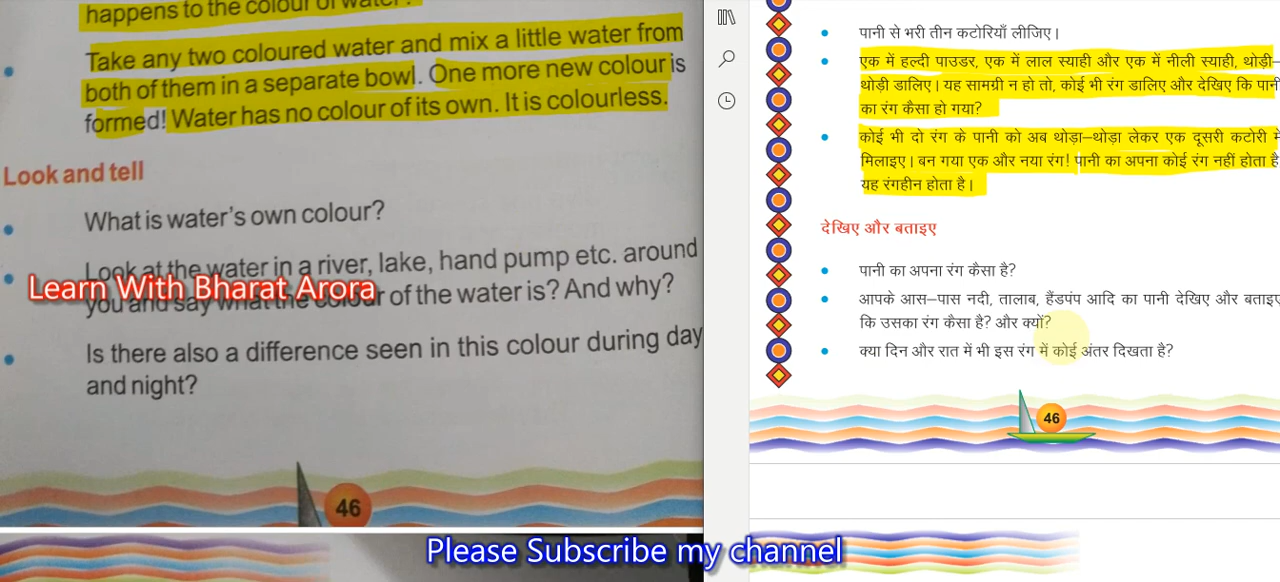 happens to the colour of water?
Take any two coloured water and mix a little water from
both of them in a separate bowl. One more new colour is
formed! Water has no colour of its own. It is colourless.
Look and tell
What is water's own colour?
Look at the water in a river, lake, hand pump etc. around
you and say what the colour of the water is? And why?
Learn With Bharat Arora
Is there also a difference seen in this colour during day
and night?
46
पानी से भरी तीन कटोरियाँ लीजिए।
एक में हल्दी पाउडर, एक में लाल स्याही और एक में नीली स्याही, थोड़ी–
थोड़ी डालिए। यह सामग्री न हो तो, कोई भी रंग डालिए और देखिए कि पानी
का रंग कैसा हो गया?
कोई भी दो रंग के पानी को अब थोड़ा–थोड़ा लेकर एक दूसरी कटोरी में
मिलाइए। बन गया एक और नया रंग! पानी का अपना कोई रंग नहीं होता है
यह रंगहीन होता है।
देखिए और बताइए
पानी का अपना रंग कैसा है?
आपके आस–पास नदी, तालाब, हैंडपंप आदि का पानी देखिए और बताइए
कि उसका रंग कैसा है? और क्यों?
क्या दिन और रात में भी इस रंग में कोई अंतर दिखता है?
46
Please Subscribe my channel